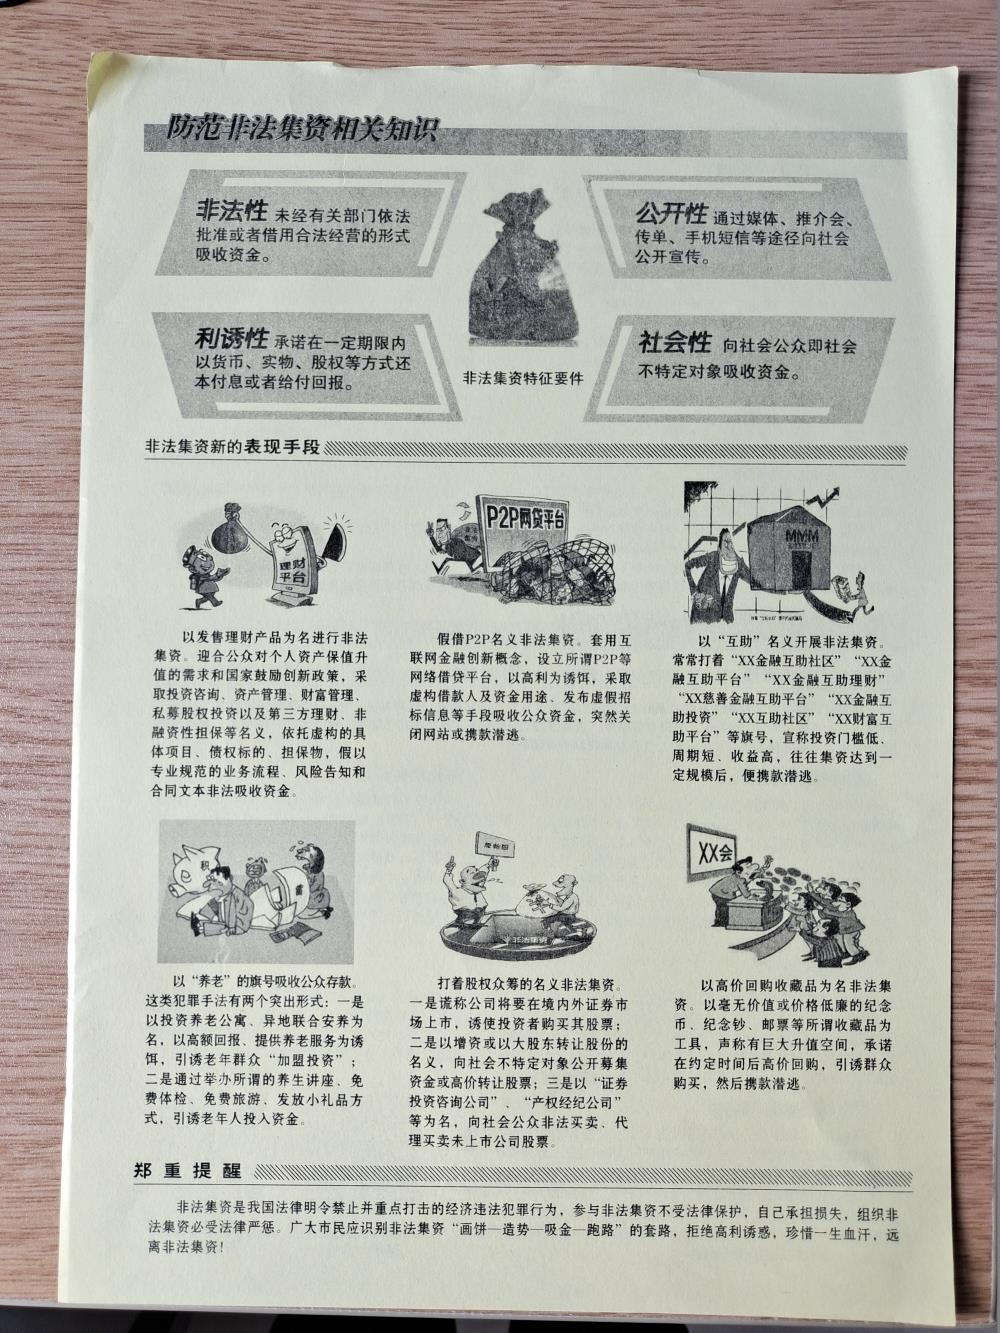 防范非法集资相关知识
非法性 未经有关部门依法
批准或者借用合法经营的形式
吸收资金。
公开性 通过媒体、推介会、
传单、手机短信等途径向社会
公开宣传。
利诱性 承诺在一定期限内
以货币、实物、股权等方式还
本付息或者给付回报。
社会性 向社会公众即社会
不特定对象吸收资金。
非法集资特征要件
非法集资新的表现手段
理财
平台
P2P网贷平台
MMM
以发售理财产品为名进行非法
集资。迎合公众对个人资产保值升
值的需求和国家鼓励创新政策，采
取投资咨询、资产管理、财富管理、
私募股权投资以及第三方理财、非
融资性担保等名义，依托虚构的具
体项目、债权标的、担保物，假以
专业规范的业务流程、风险告知和
合同文本非法吸收资金。
假借P2P名义非法集资。套用互
联网金融创新概念，设立所谓P2P等
网络借贷平台，以高利为诱饵，采取
虚构借款人及资金用途、发布虚假招
标信息等手段吸收公众资金，突然关
闭网站或携款潜逃。
以“互助”名义开展非法集资。
常常打着“XX金融互助社区”“XX金
融互助平台”“XX金融互助理财”
“XX慈善金融互助平台”“XX金融互
助投资”“XX互助社区”“XX财富互
助平台”等旗号，宣称投资门槛低、
周期短、收益高，往往集资达到一
定规模后，便携款潜逃。
积
蓄
原始股
非法集资
XX会
以“养老”的旗号吸收公众存款。
这类犯罪手法有两个突出形式：一是
以投资养老公寓、异地联合安养为
名，以高额回报、提供养老服务为诱
饵，引诱老年群众“加盟投资”；
二是通过举办所谓的养生讲座、免
费体检、免费旅游、发放小礼品方
式，引诱老年人投入资金。
打着股权众筹的名义非法集资。
一是谎称公司将要在境内外证券市
场上市，诱使投资者购买其股票；
二是以增资或以大股东转让股份的
名义，向社会不特定对象公开募集
资金或高价转让股票；三是以“证券
投资咨询公司”、“产权经纪公司”
等为名，向社会公众非法买卖、代
理买卖未上市公司股票。
以高价回购收藏品为名非法集
资。以毫无价值或价格低廉的纪念
币、纪念钞、邮票等所谓收藏品为
工具，声称有巨大升值空间，承诺
在约定时间后高价回购，引诱群众
购买，然后携款潜逃。
郑重提醒
非法集资是我国法律明令禁止并重点打击的经济违法犯罪行为，参与非法集资不受法律保护，自己承担损失，组织非
法集资必受法律严惩。广大市民应识别非法集资“画饼—造势—吸金—跑路”的套路，拒绝高利诱惑，珍惜一生血汗，远
离非法集资！